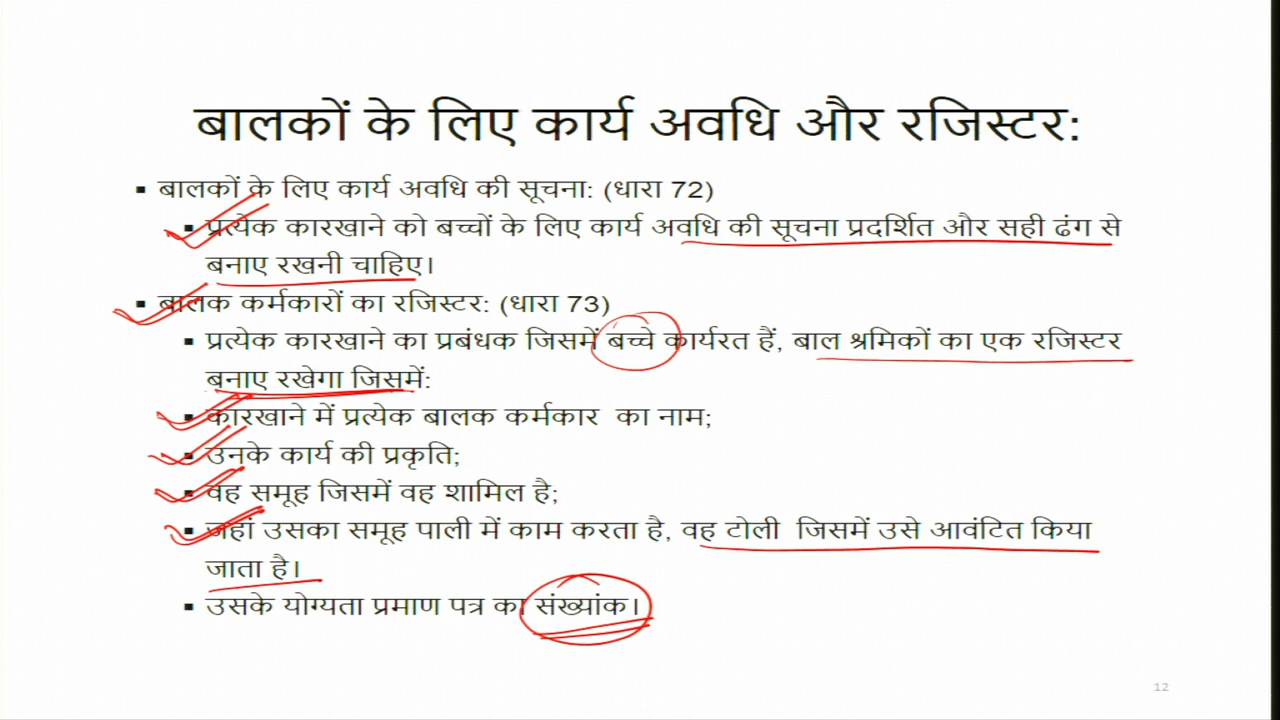 बालकों के लिए कार्य अवधि और रजिस्टर:
▪ बालकों के लिए कार्य अवधि की सूचना: (धारा 72)
▪ प्रत्येक कारखाने को बच्चों के लिए कार्य अवधि की सूचना प्रदर्शित और सही ढंग से
बनाए रखनी चाहिए।
▪ बालक कर्मकारों का रजिस्टर: (धारा 73)
▪ प्रत्येक कारखाने का प्रबंधक जिसमें बच्चे कार्यरत हैं, बाल श्रमिकों का एक रजिस्टर
बनाए रखेगा जिसमें:
▪ कारखाने में प्रत्येक बालक कर्मकार का नाम;
▪ उनके कार्य की प्रकृति;
▪ वह समूह जिसमें वह शामिल है;
▪ जहां उसका समूह पाली में काम करता है, वह टोली जिसमें उसे आवंटित किया
जाता है।
▪ उसके योग्यता प्रमाण पत्र का संख्यांक।
12